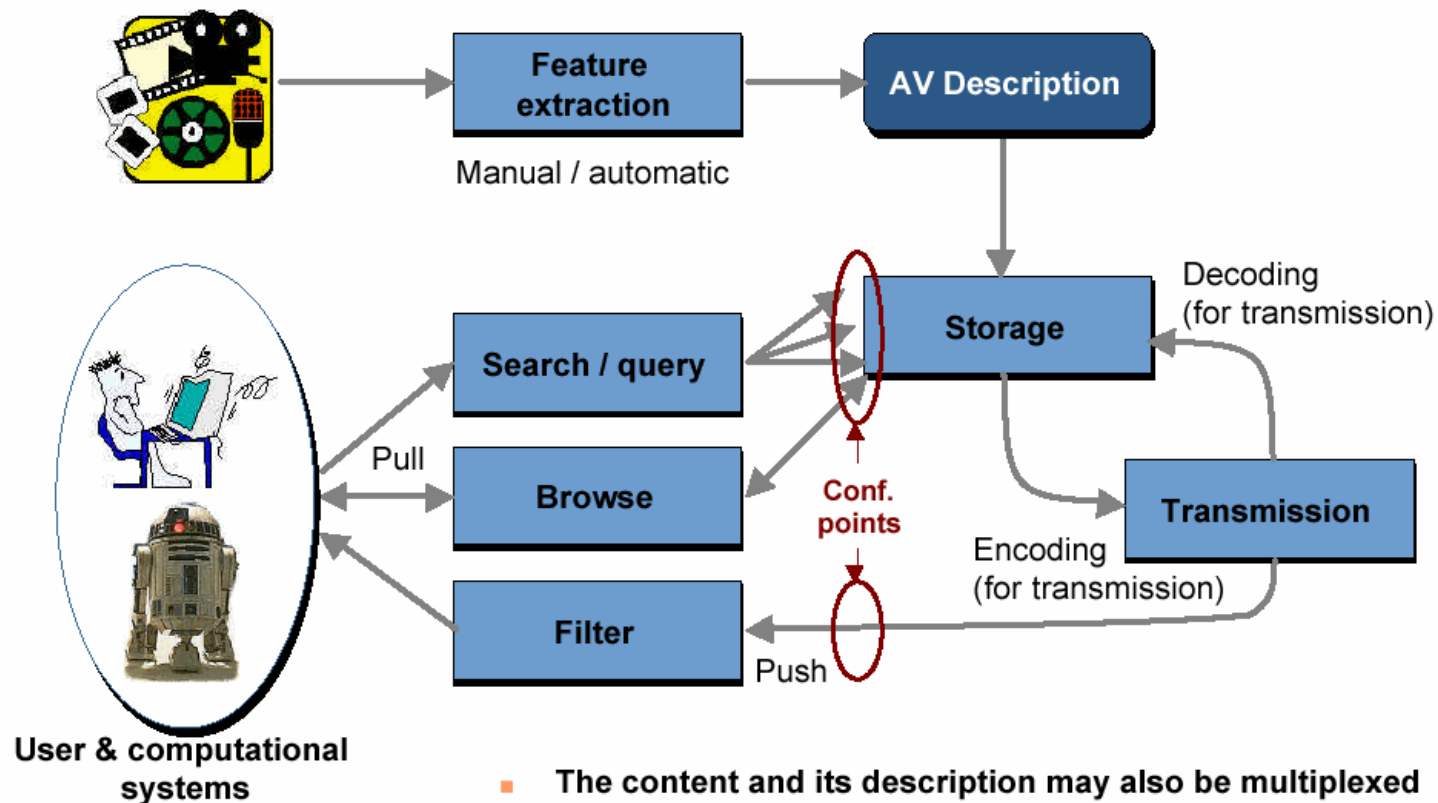 Feature
extraction
AV Description
Manual / automatic
Decoding
(for transmission)
Storage
Search / query
Pull
Browse
Conf.
points
Transmission
Encoding
(for transmission)
Filter
Push
User & computational
systems
The content and its description may also be multiplexed